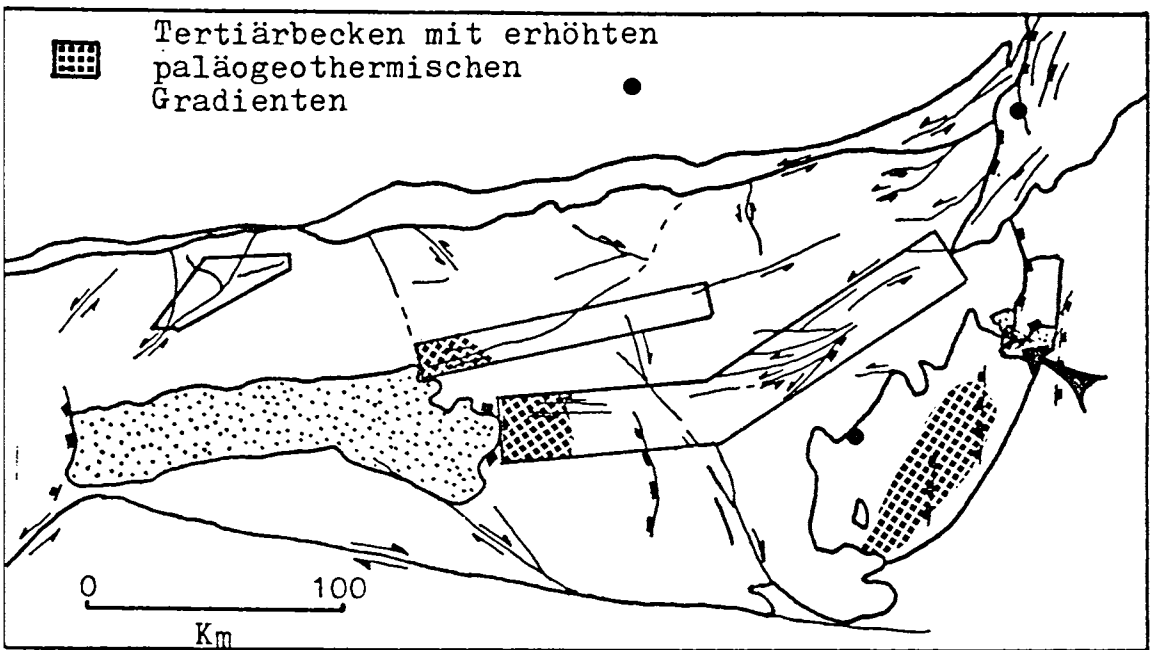 Tertiärbecken mit erhöhten
paläogeothermischen
Gradienten
0 100
Km